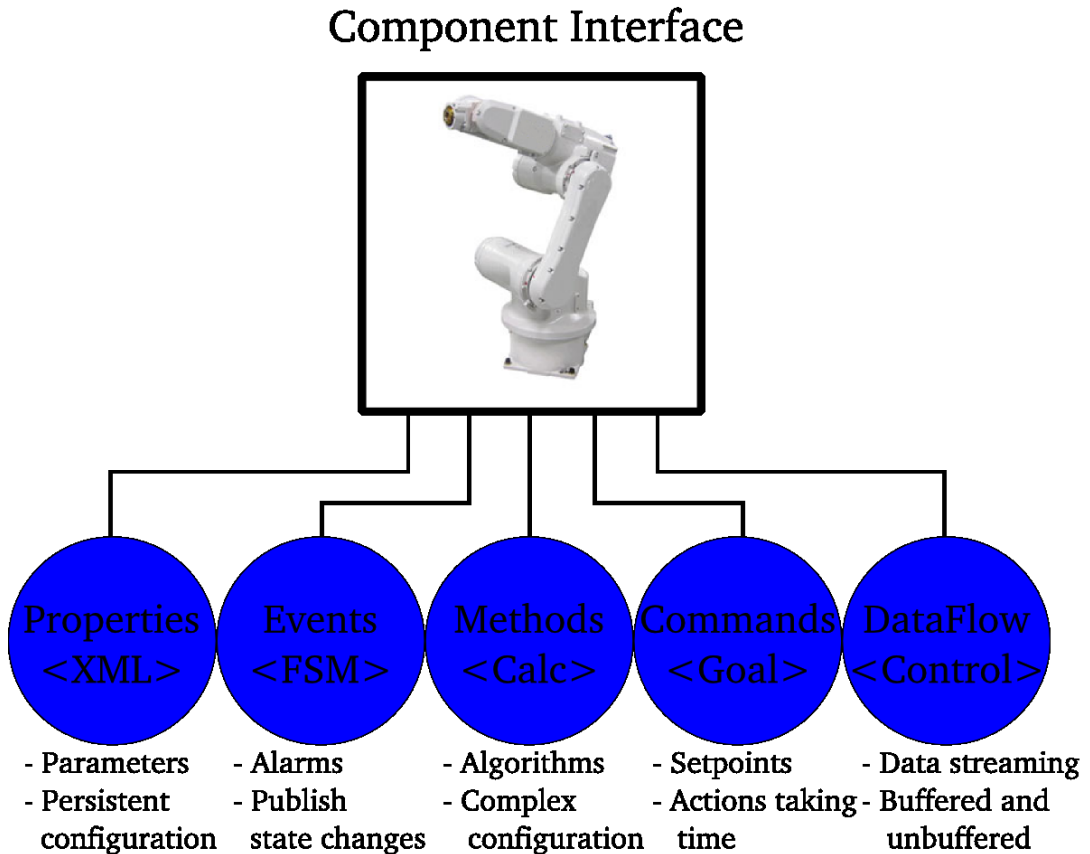 Component Interface
Properties
<XML>
- Parameters
- Persistent
configuration
Events
<FSM>
- Alarms
- Publish
state changes
Methods
<Calc>
- Algorithms
- Complex
configuration
Commands
<Goal>
- Setpoints
- Actions taking
time
DataFlow
<Control>
- Data streaming
- Buffered and
unbuffered